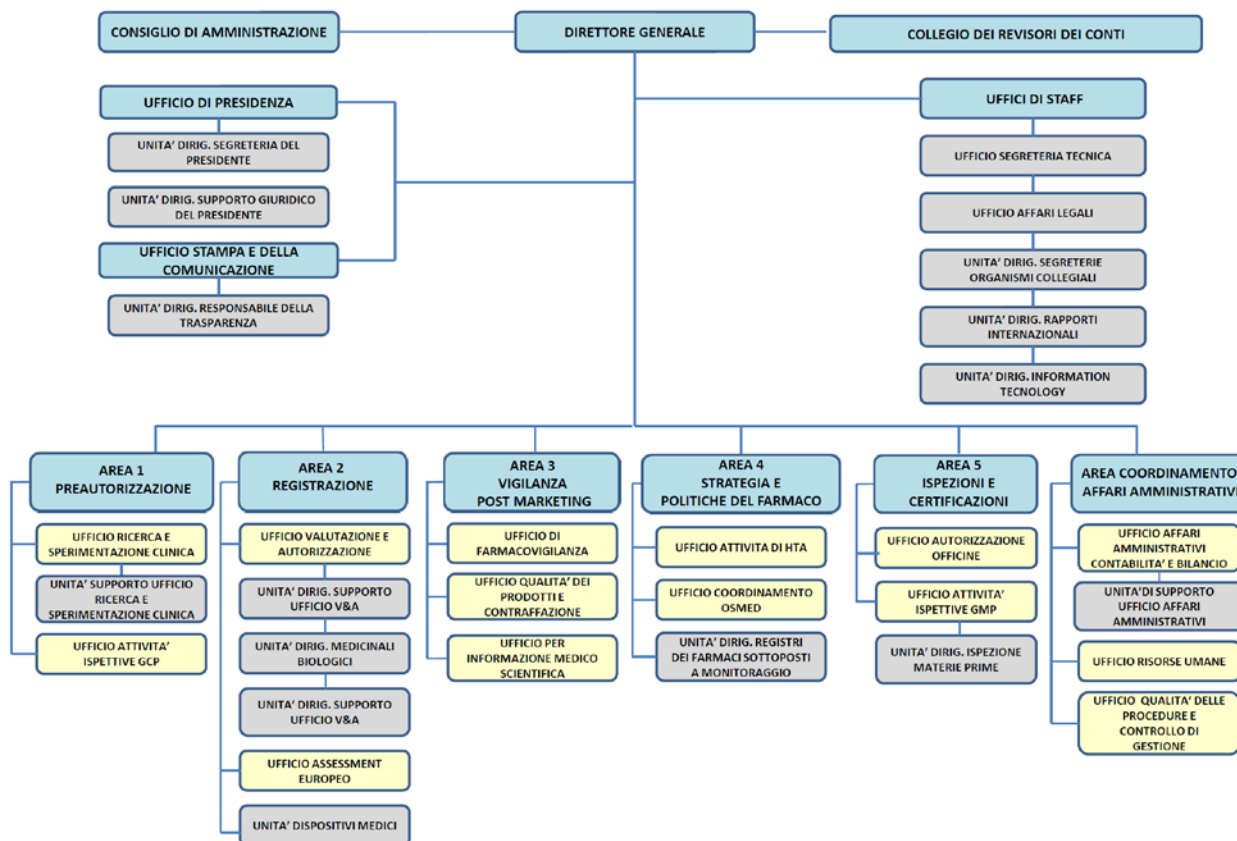 CONSIGLIO DI AMMINISTRAZIONE
DIRETTORE GENERALE
COLLEGIO DEI REVISORI DEI CONTI
UFFICIO DI PRESIDENZA
UNITA' DIRIG. SEGRETERIA DEL
PRESIDENTE
UNITA' DIRIG. SUPPORTO GIURIDICO
DEL PRESIDENTE
UFFICIO STAMPA E DELLA
COMUNICAZIONE
UNITA' DIRIG. RESPONSABILE DELLA
TRASPARENZA
UFFICI DI STAFF
UFFICIO SEGRETERIA TECNICA
UFFICIO AFFARI LEGALI
UNITA' DIRIG. SEGRETERIE
ORGANISMI COLLEGIALI
UNITA' DIRIG. RAPPORTI
INTERNAZIONALI
UNITA' DIRIG. INFORMATION
TECNOLOGY
AREA 1
PREAUTORIZZAZIONE
UFFICIO RICERCA E
SPERIMENTAZIONE CLINICA
UNITA' SUPPORTO UFFICIO
RICERCA E
SPERIMENTAZIONE CLINICA
UFFICIO ATTIVITA'
ISPETTIVE GCP
AREA 2
REGISTRAZIONE
UFFICIO VALUTAZIONE E
AUTORIZZAZIONE
UNITA' DIRIG. SUPPORTO
UFFICIO V&A
UNITA' DIRIG. MEDICINALI
BIOLOGICI
UNITA' DIRIG. SUPPORTO
UFFICIO V&A
UFFICIO ASSESSMENT
EUROPEO
UNITA' DISPOSITIVI MEDICI
AREA 3
VIGILANZA
POST MARKETING
UFFICIO DI
FARMACOVIGILANZA
UFFICIO QUALITA' DEI
PRODOTTI E
CONTRAFFAZIONE
UFFICIO PER
INFORMAZIONE MEDICO
SCIENTIFICA
AREA 4
STRATEGIA E
POLITICHE DEL FARMACO
UFFICIO ATTIVITA DI HTA
UFFICIO COORDINAMENTO
OSMED
UNITA' DIRIG. REGISTRI
DEI FARMACI SOTTOPOSTI
A MONITORAGGIO
AREA 5
ISPEZIONI E
CERTIFICAZIONI
UFFICIO AUTORIZZAZIONE
OFFICINE
UFFICIO ATTIVITA'
ISPETTIVE GMP
UNITA' DIRIG. ISPEZIONE
MATERIE PRIME
AREA COORDINAMENTO
AFFARI AMMINISTRATIVI
UFFICIO AFFARI
AMMINISTRATIVI
CONTABILITA' E BILANCIO
UNITA'DI SUPPORTO
UFFICIO AFFARI
AMMINISTRATIVI
UFFICIO RISORSE UMANE
UFFICIO QUALITA' DELLE
PROCEDURE E
CONTROLLO DI
GESTIONE